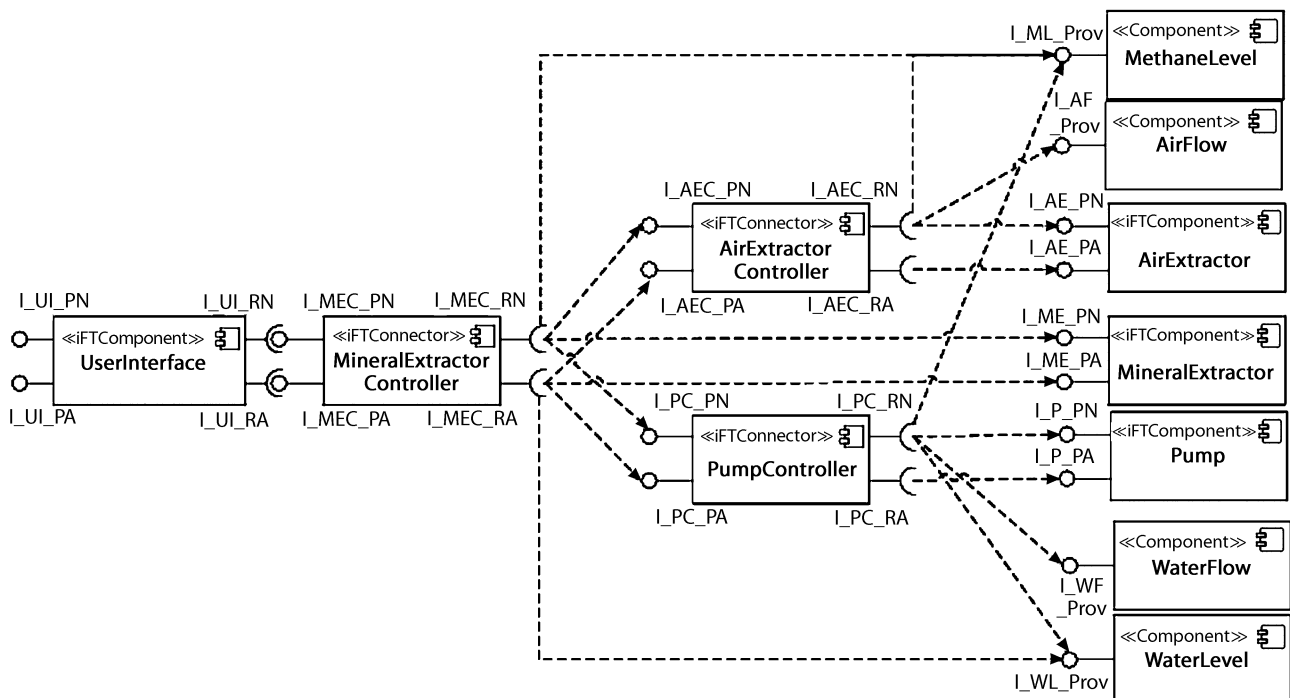 I_ML_Prov
≪Component≫
MethaneLevel
I_AF
_Prov
≪Component≫
AirFlow
I_AEC_PN
I_AEC_RN
≪iFTConnector≫
AirExtractor
Controller
I_AEC_PA
I_AEC_RA
I_AE_PN
I_AE_PA
≪iFTComponent≫
AirExtractor
I_UI_PN
I_UI_RN
≪iFTComponent≫
UserInterface
I_UI_PA
I_UI_RA
I_MEC_PN
I_MEC_RN
≪iFTConnector≫
MineralExtractor
Controller
I_MEC_PA
I_MEC_RA
I_ME_PN
I_ME_PA
≪iFTComponent≫
MineralExtractor
I_PC_PN
I_PC_RN
≪iFTConnector≫
PumpController
I_PC_PA
I_PC_RA
I_P_PN
I_P_PA
≪iFTComponent≫
Pump
≪Component≫
WaterFlow
I_WF
_Prov
≪Component≫
WaterLevel
I_WL_Prov